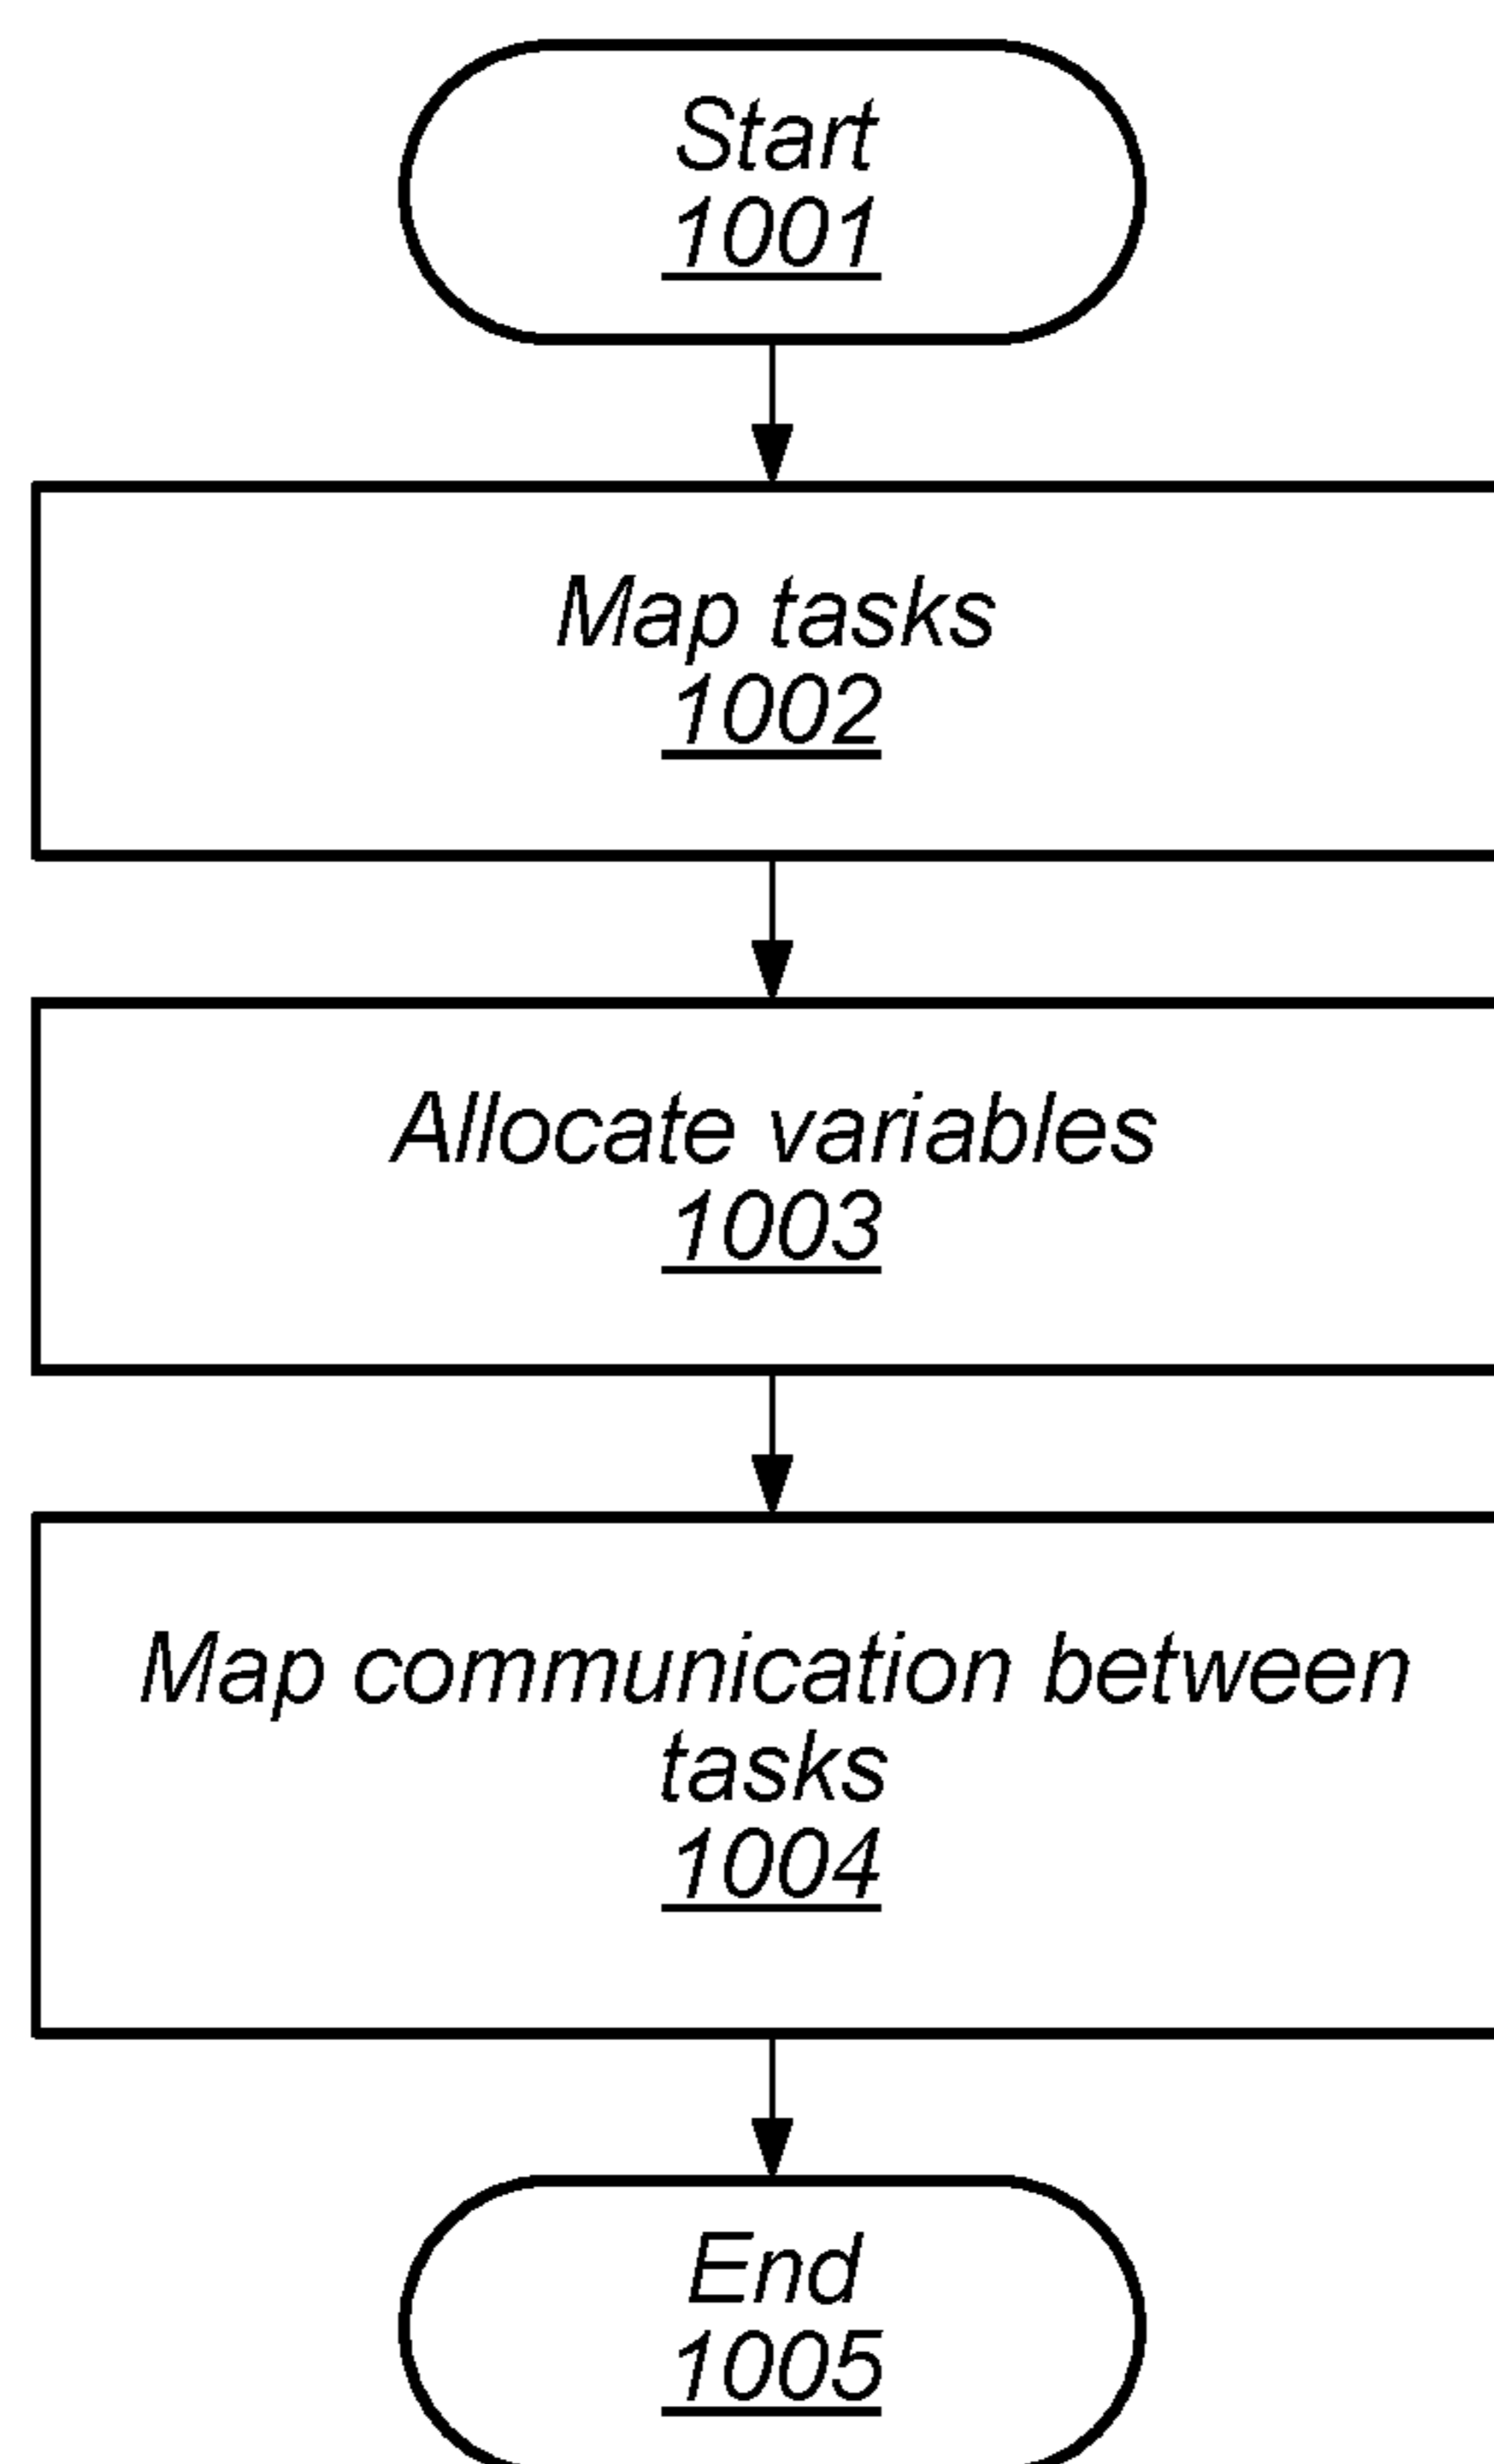 Start
1001
Map tasks
1002
Allocate variables
1003
Map communication between
tasks
1004
End
1005